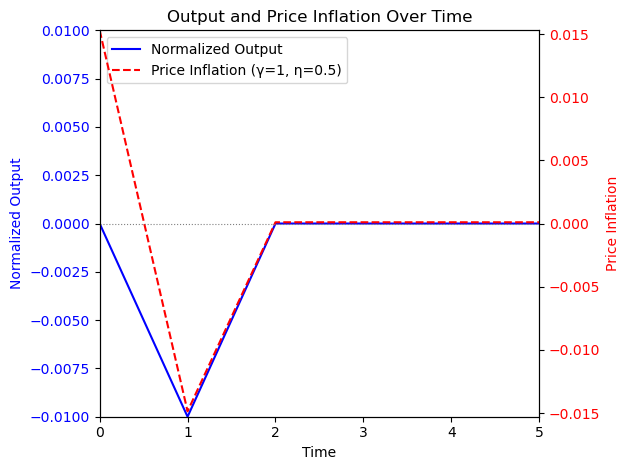 Output and Price Inflation Over Time
Normalized Output
Price Inflation (γ=1, η=0.5)
0.0100
0.0075
0.0050
0.0025
0.0000
−0.0025
−0.0050
−0.0075
−0.0100
Normalized Output
0.015
0.010
0.005
0.000
−0.005
−0.010
−0.015
Price Inflation
0 1 2 3 4 5
Time